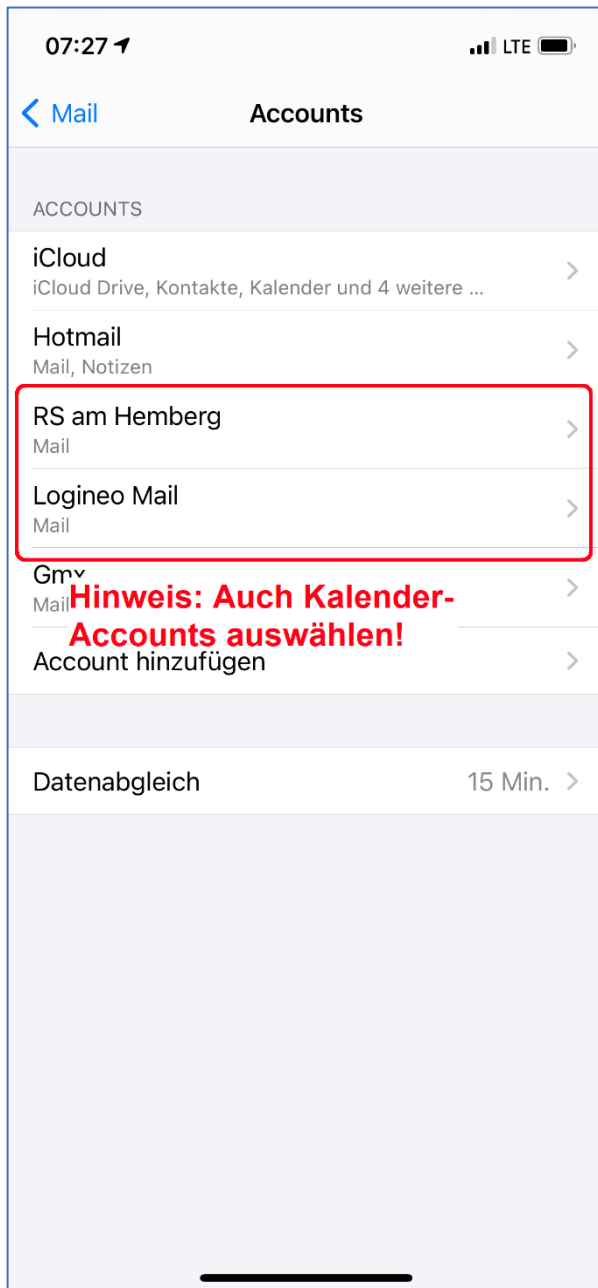 07:27
LTE
Mail
Accounts
ACCOUNTS
iCloud
iCloud Drive, Kontakte, Kalender und 4 weitere ...
Hotmail
Mail, Notizen
RS am Hemberg
Mail
Logineo Mail
Mail
Gmx
Mail
Hinweis: Auch Kalender-
Accounts auswählen!
Account hinzufügen
Datenabgleich 15 Min.